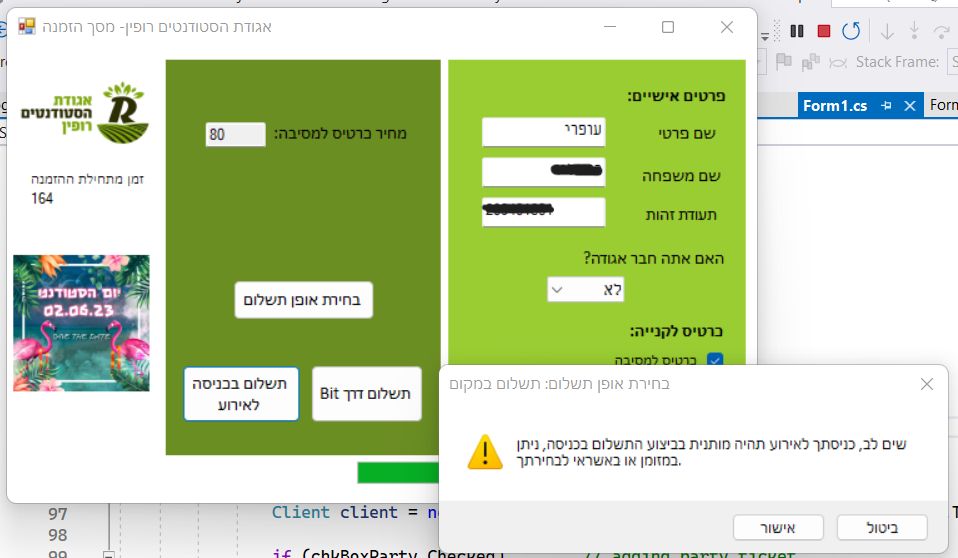 אגודת הסטודנטים רופין- מסך הזמנה
אגודת
הסטודנטים
רופין
זמן מתחילת ההזמנה
164
יום הסטודנט
02.06.23
SAVE THE DATE
מחיר כרטיס למסיבה:
80
בחירת אופן תשלום
תשלום דרך Bit
תשלום בכניסה
לאירוע
פרטים אישיים:
שם פרטי
עופרי
שם משפחה
תעודת זהות
האם אתה חבר אגודה?
לא
כרטיס לקנייה:
כרטיס למסיבה
בחירת אופן תשלום: תשלום במקום
שים לב, כניסתך לאירוע תהיה מותנית בביצוע התשלום בכניסה, ניתן
במזומן או באשראי לבחירתך.
אישור
ביטול
Stack Frame:
Form1.cs
Form
97
Client client =
98
99
if (chkBoxParty.Checked) // adding party ticket